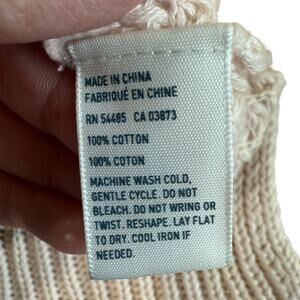 MADE IN CHINA
FABRIQUÉ EN CHINE
RN 54485 CA 03873
100% COTTON
100% COTON
MACHINE WASH COLD,
GENTLE CYCLE. DO NOT
BLEACH. DO NOT WRING OR
TWIST. RESHAPE. LAY FLAT
TO DRY. COOL IRON IF
NEEDED.